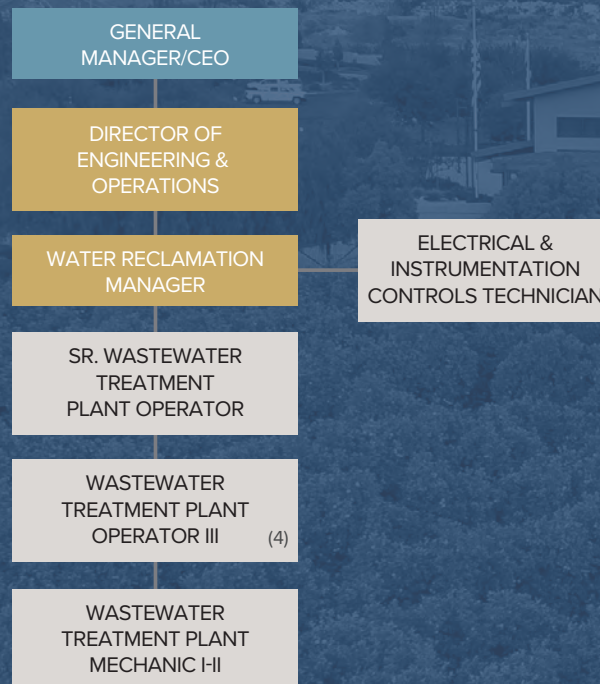 GENERAL
MANAGER/CEO
DIRECTOR OF
ENGINEERING &
OPERATIONS
WATER RECLAMATION
MANAGER
ELECTRICAL &
INSTRUMENTATION
CONTROLS TECHNICIAN
SR. WASTEWATER
TREATMENT
PLANT OPERATOR
WASTEWATER
TREATMENT PLANT
OPERATOR III (4)
WASTEWATER
TREATMENT PLANT
MECHANIC I-II